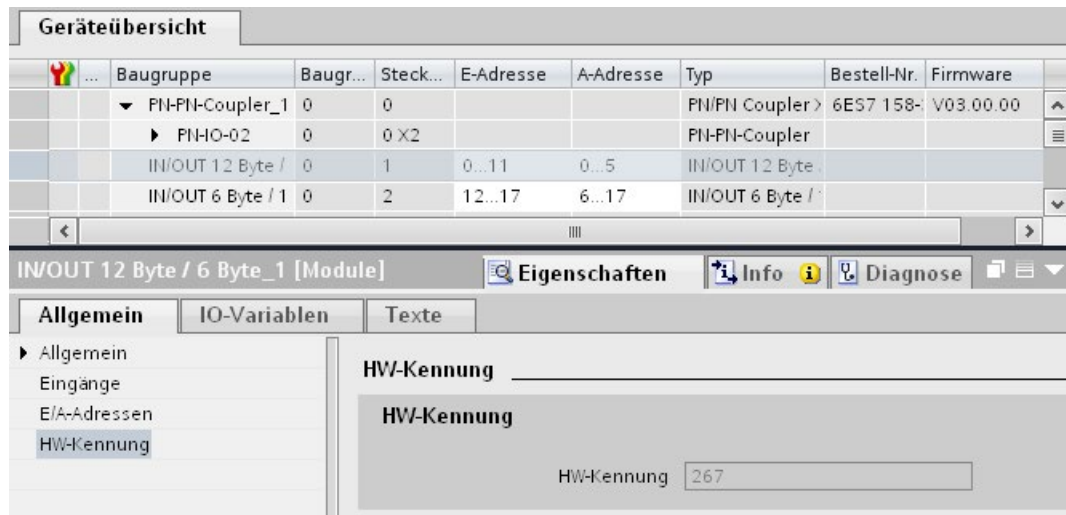 Geräteübersicht
... Baugruppe Baugr... Steck... E-Adresse A-Adresse Typ Bestell-Nr. Firmware
PN-PN-Coupler_1 0 0 PN/PN Coupler 6ES7 158- V03.00.00
PN-IO-02 0 0 X2 PN-PN-Coupler
IN/OUT 12 Byte / 0 1 0...11 0...5 IN/OUT 12 Byte
IN/OUT 6 Byte / 1 0 2 12...17 6...17 IN/OUT 6 Byte /
IN/OUT 12 Byte / 6 Byte_1 [Module] Eigenschaften Info Diagnose
Allgemein IO-Variablen Texte
Allgemein
Eingänge
E/A-Adressen
HW-Kennung
HW-Kennung
HW-Kennung
HW-Kennung 267